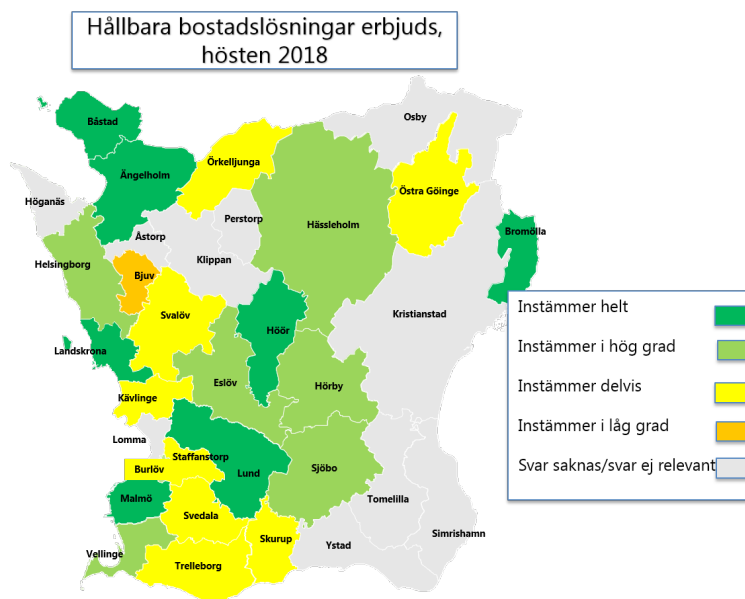 Hållbara bostadslösningar erbjuds,
hösten 2018
Osby
Båstad
Örkelljunga
Ängelholm
Östra Göinge
Höganäs
Perstorp
Hässleholm
Åstorp
Bromölla
Klippan
Helsingborg
Bjuv
Kristianstad
Svalöv
Höör
Landskrona
Eslöv
Hörby
Kävlinge
Lomma
Staffanstorp
Burlöv
Lund
Sjöbo
Malmö
Tomelilla
Svedala
Simrishamn
Skurup
Ystad
Vellinge
Trelleborg
Instämmer helt
Instämmer i hög grad
Instämmer delvis
Instämmer i låg grad
Svar saknas/svar ej relevant